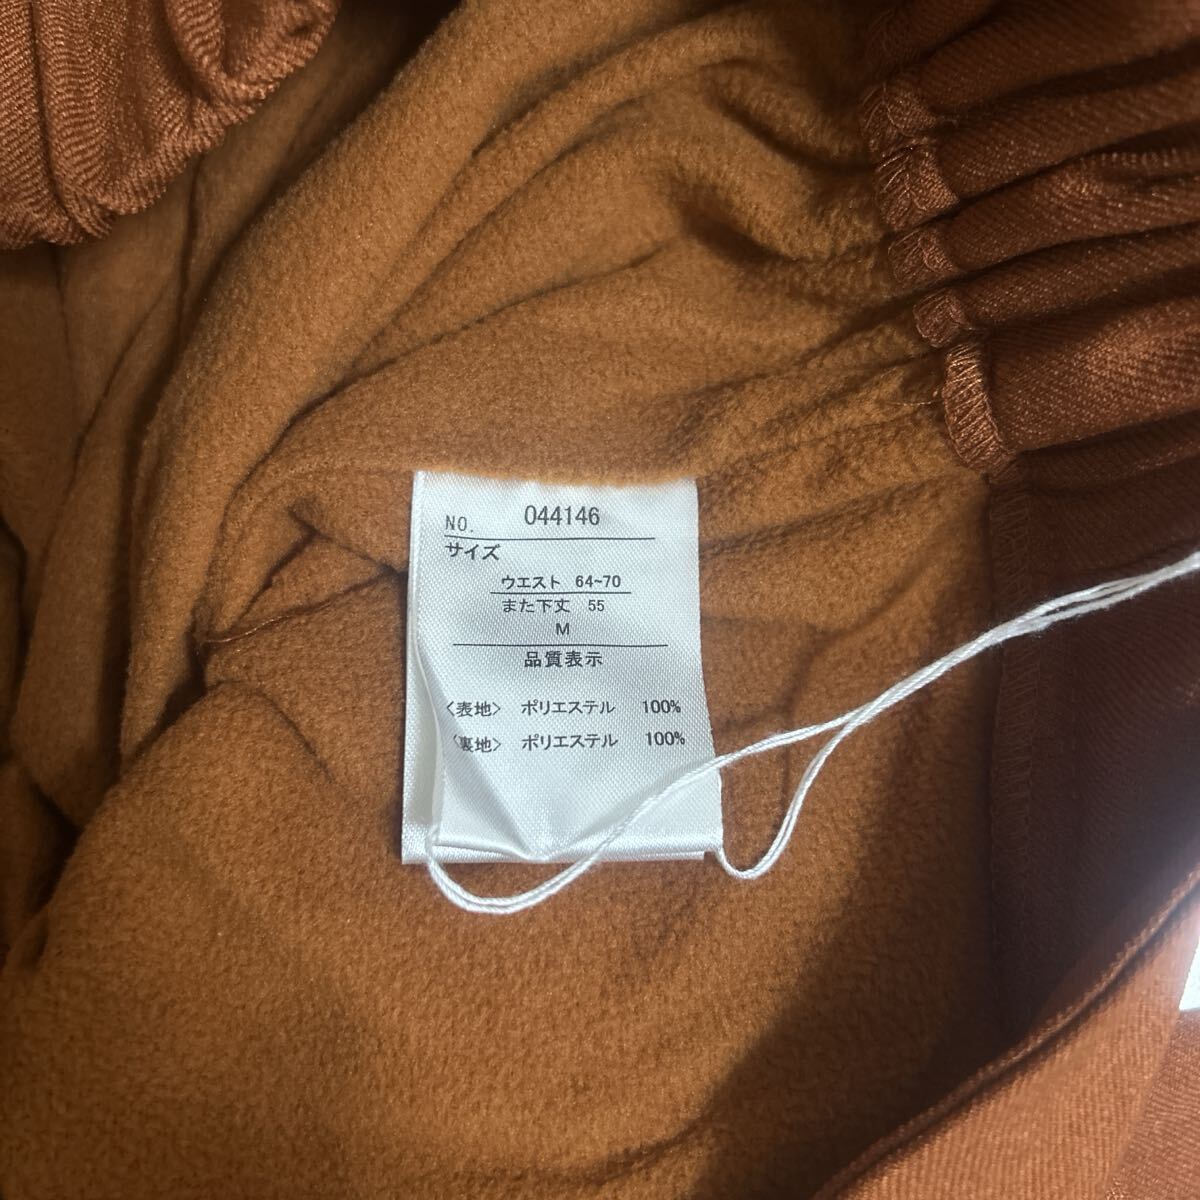 NO. 044146
サイズ
ウエスト 64~70
また下丈 55
M
品質表示
〈表地〉 ポリエステル 100%
〈裏地〉 ポリエステル 100%